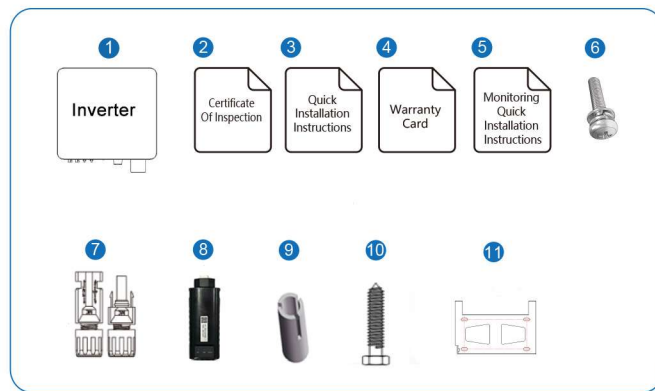 1
2
3
4
5
6
Inverter
Certificate
Of Inspection
Quick
Installation
Instructions
Warranty
Card
Monitoring
Quick
Installation
Instructions
7
8
9
10
11